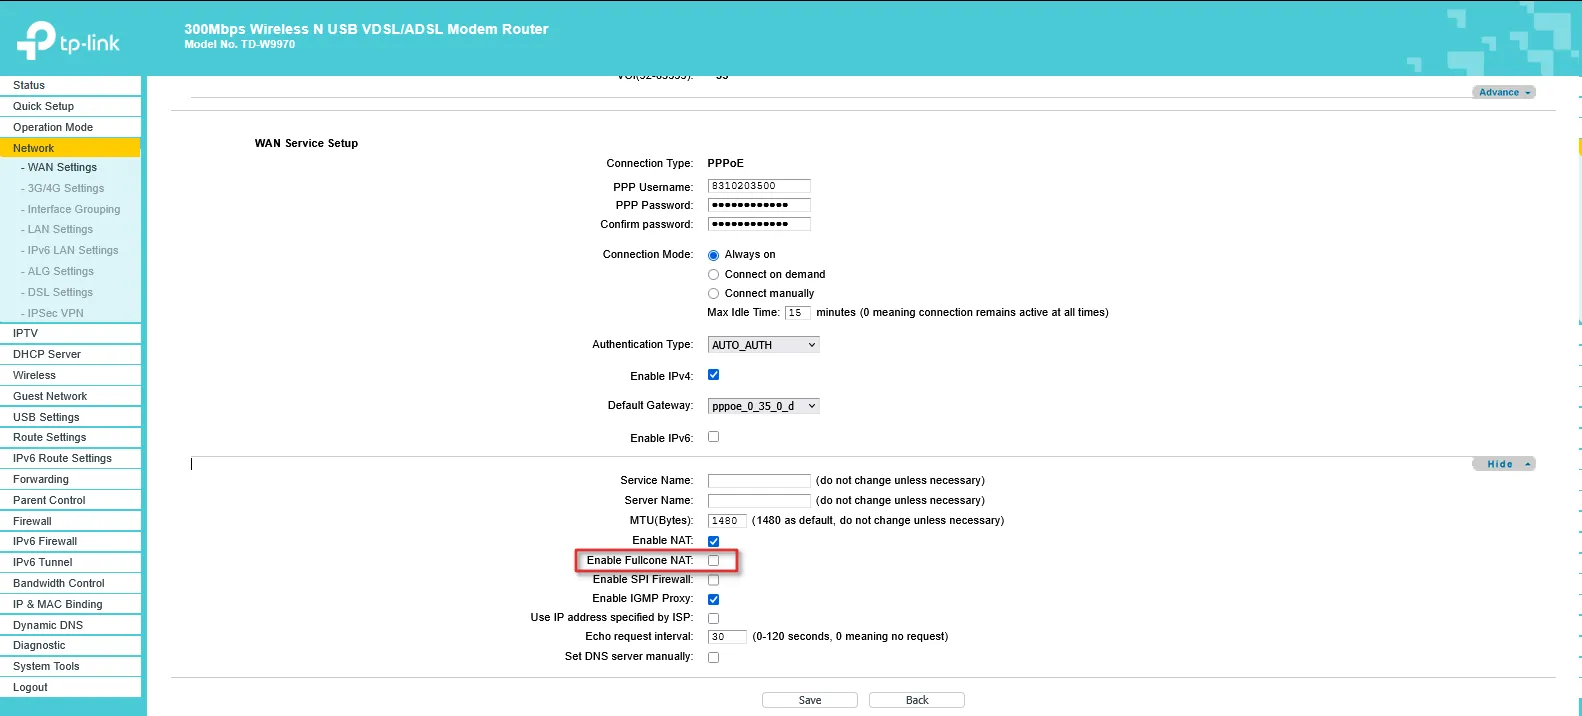 tp-link
300Mbps Wireless N USB VDSL/ADSL Modem Router
Model No. TD-W9970
Status
Quick Setup
Operation Mode
Network
- WAN Settings
- 3G/4G Settings
- Interface Grouping
- LAN Settings
- IPv6 LAN Settings
- ALG Settings
- DSL Settings
- IPSec VPN
IPTV
DHCP Server
Wireless
Guest Network
USB Settings
Route Settings
IPv6 Route Settings
Forwarding
Parent Control
Firewall
IPv6 Firewall
IPv6 Tunnel
Bandwidth Control
IP & MAC Binding
Dynamic DNS
Diagnostic
System Tools
Logout
Advance
WAN Service Setup
Connection Type: PPPoE
PPP Username: 8310203500
PPP Password: ●●●●●●●●●●●●
Confirm password: ●●●●●●●●●●●●
Connection Mode: Always on
Connect on demand
Connect manually
Max Idle Time: 15 minutes (0 meaning connection remains active at all times)
Authentication Type: AUTO_AUTH
Enable IPv4:
Default Gateway: pppoe_0_35_0_d
Enable IPv6:
Hide
Service Name: (do not change unless necessary)
Server Name: (do not change unless necessary)
MTU(Bytes): 1480 (1480 as default, do not change unless necessary)
Enable NAT:
Enable Fullcone NAT:
Enable SPI Firewall:
Enable IGMP Proxy:
Use IP address specified by ISP:
Echo request interval: 30 (0-120 seconds, 0 meaning no request)
Set DNS server manually:
Save Back